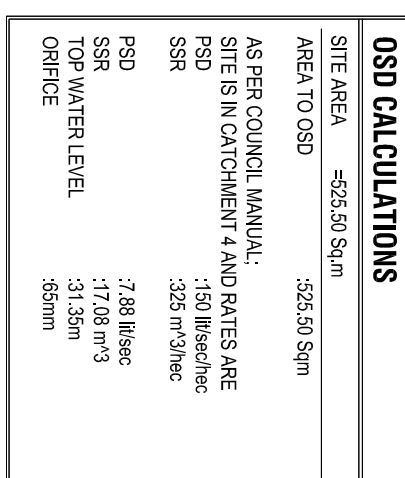 OSD CALCULATIONS
SITE AREA =525.50 Sq.m
AREA TO OSD :525.50 Sqm
AS PER COUNCIL MANUAL;
SITE IS IN CATCHMENT 4 AND RATES ARE
PSD :150 lit/sec/hec
SSR :325 m^3/hec
PSD :7.88 lit/sec
SSR :17.08 m^3
TOP WATER LEVEL :31.35m
ORIFICE :65mm